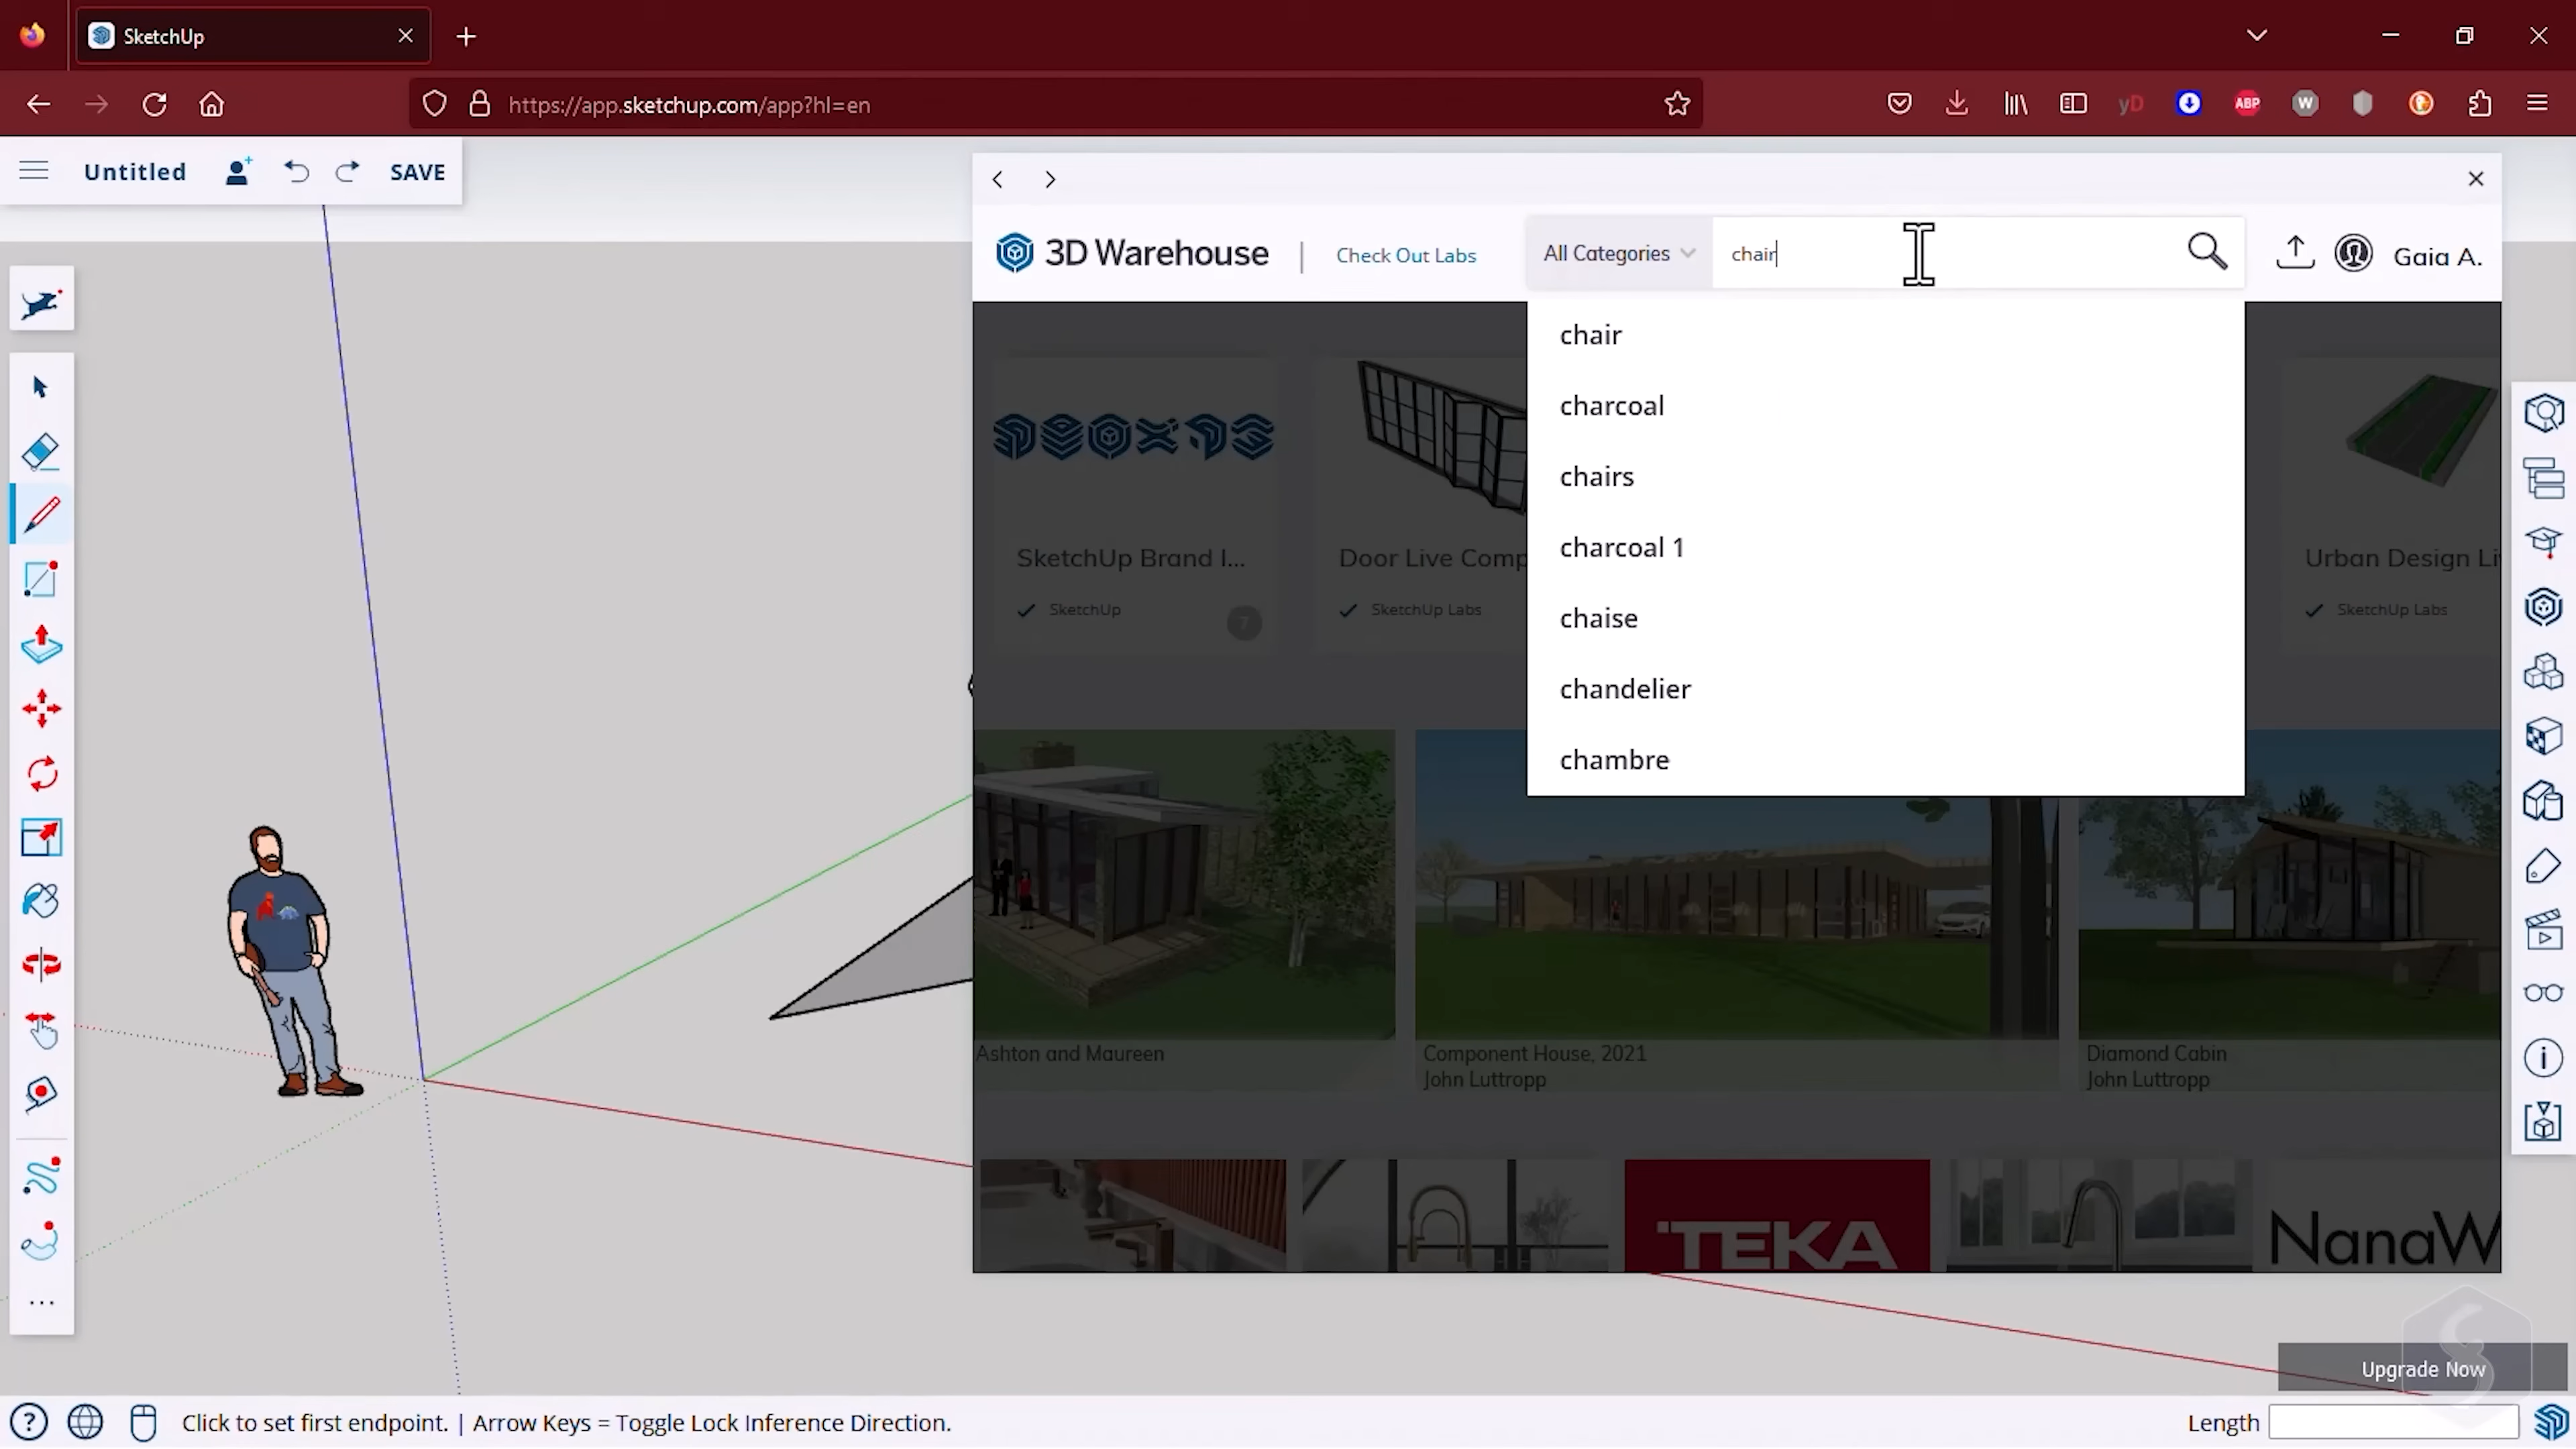 SketchUp
https://app.sketchup.com/app?hl=en
yD
ABP
W
Untitled
SAVE
3D Warehouse
Check Out Labs
All Categories
chair
Gaia A.
chair
charcoal
chairs
charcoal 1
chaise
chandelier
chambre
SketchUp Brand I...
SketchUp
7
Door Live Comp
SketchUp Labs
Urban Design Li
SketchUp Labs
Ashton and Maureen
Component House, 2021
John Luttropp
Diamond Cabin
John Luttropp
TEKA
NanaW
Upgrade Now
Click to set first endpoint. | Arrow Keys = Toggle Lock Inference Direction.
Length